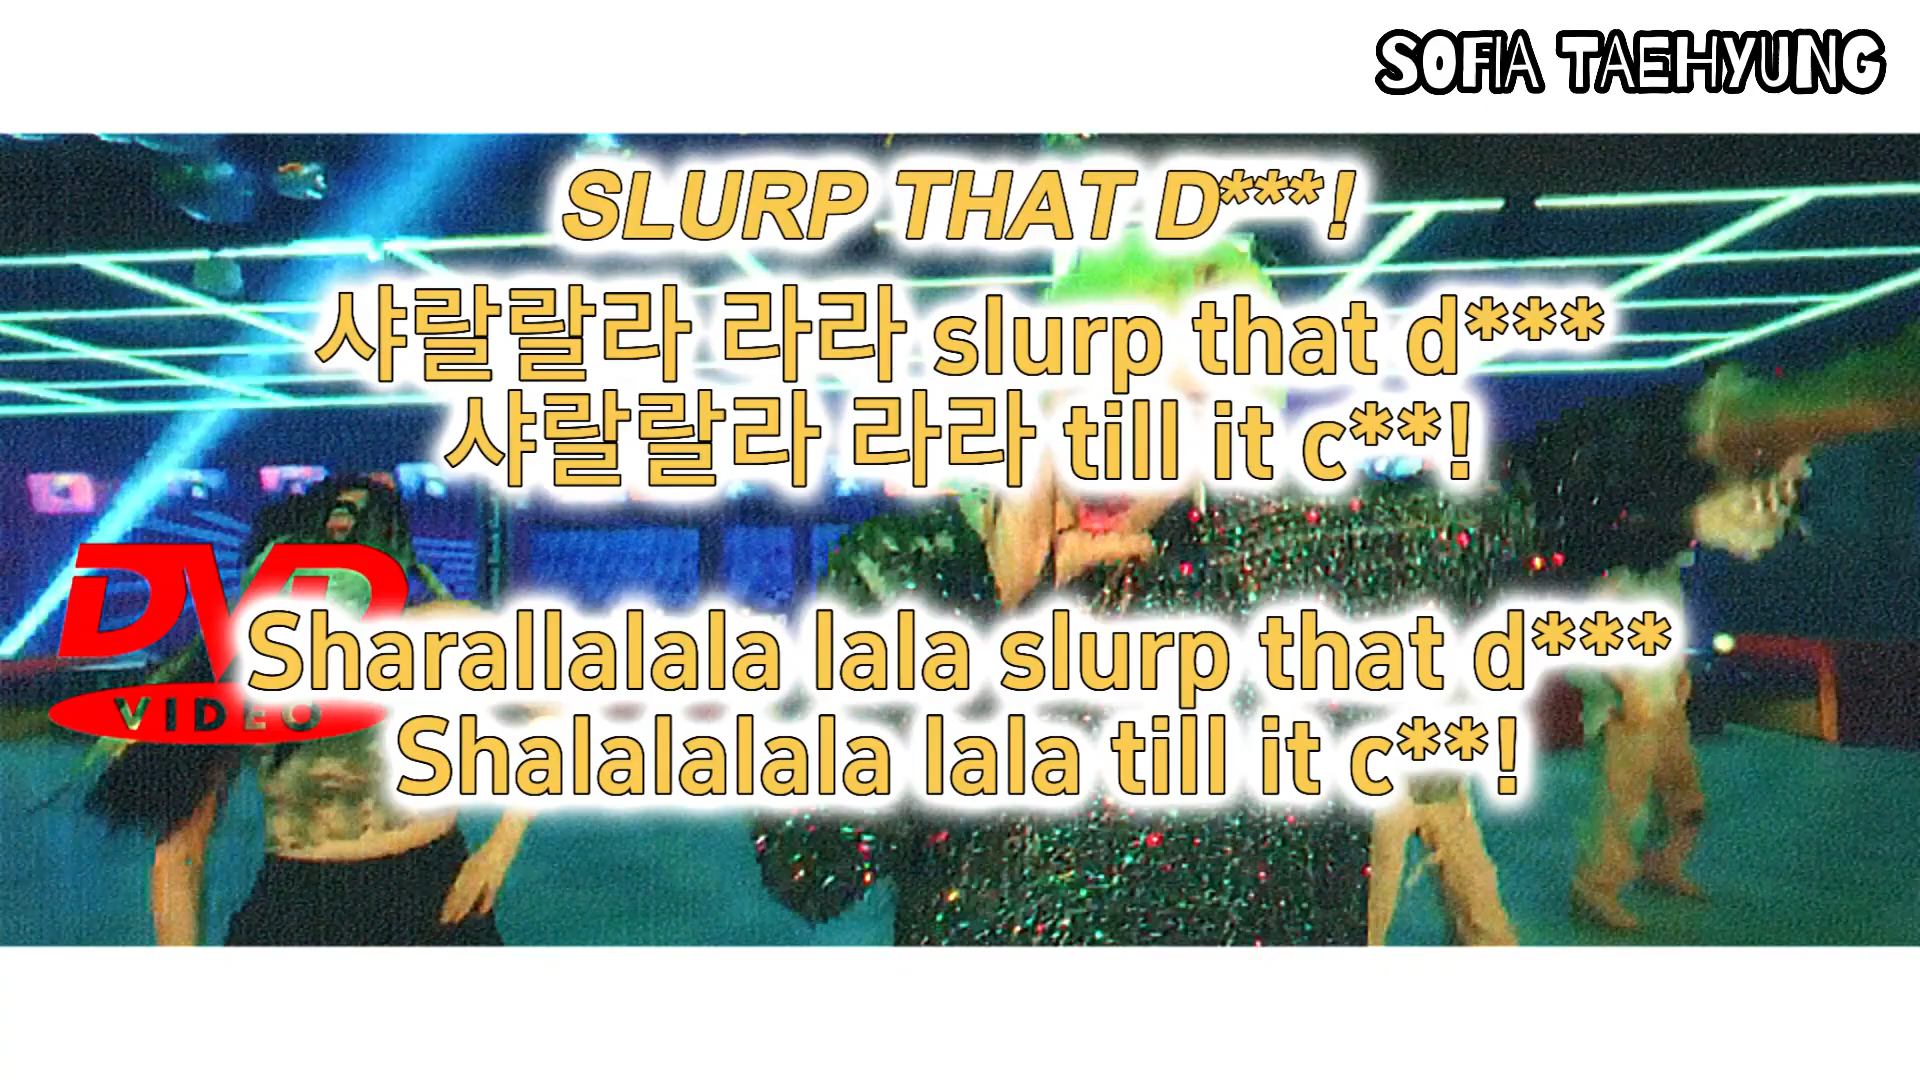 SOFIA TAEHYUNG
SLURP THAT D***!
샤랄랄라 라라 slurp that d***
샤랄랄라 라라 till it c**!
DVD
VIDEO
Sharallalala lala slurp that d***
Shalalalala lala till it c**!